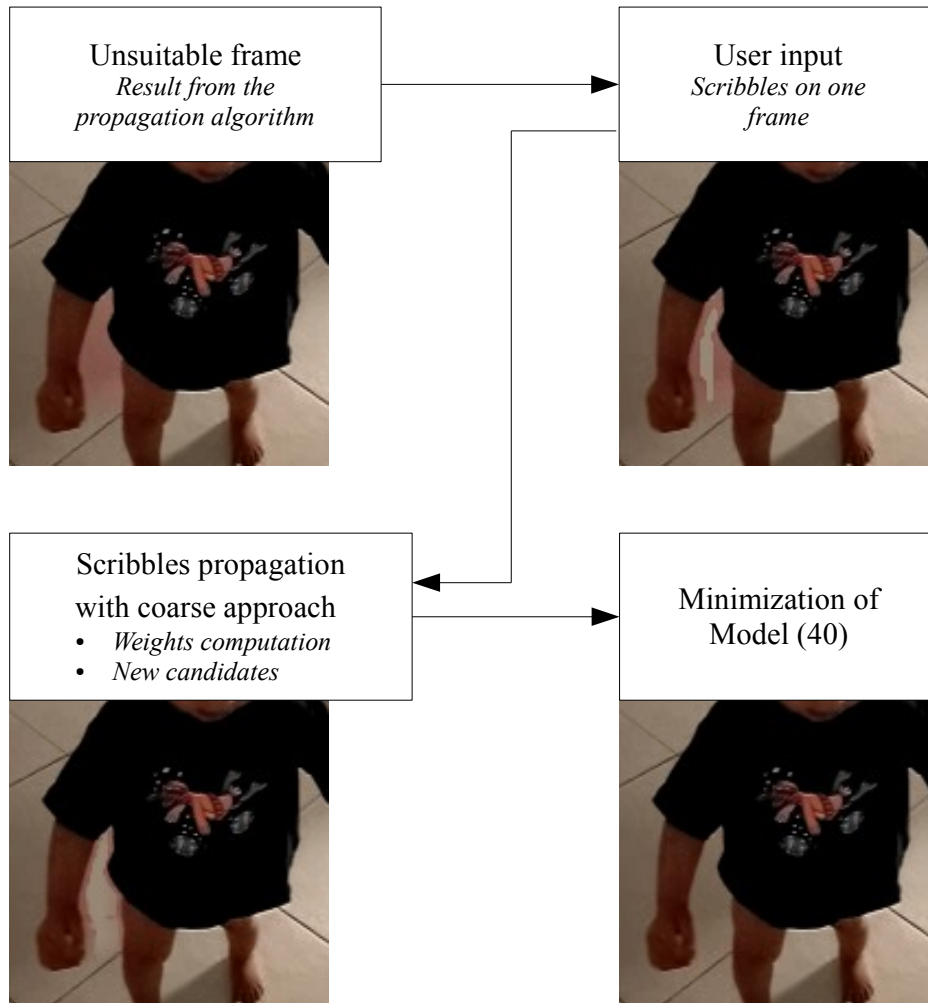 Unsuitable frame
Result from the
propagation algorithm
User input
Scribbles on one
frame
Scribbles propagation
with coarse approach
• Weights computation
• New candidates
Minimization of
Model (40)